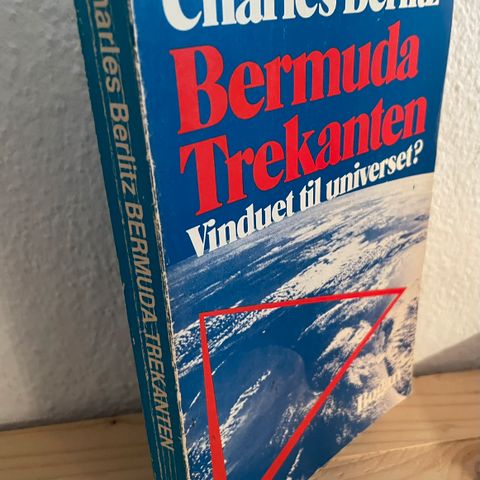 Charles Berlitz
Bermuda
Trekanten
Vinduet til universet?
Charles Berlitz BERMUDA TREKANTEN